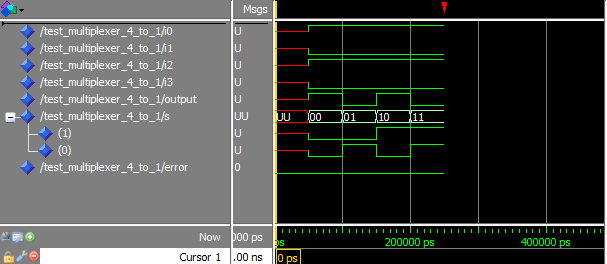 Msgs
/test_multiplexer_4_to_1/i0 U
/test_multiplexer_4_to_1/i1 U
/test_multiplexer_4_to_1/i2 U
/test_multiplexer_4_to_1/i3 U
/test_multiplexer_4_to_1/output U
/test_multiplexer_4_to_1/s UU UU 00 01 10 11
(1) U
(0) U
/test_multiplexer_4_to_1/error 0
Now 000 ps ps 200000 ps 400000 ps
Cursor 1 .00 ns 0 ps